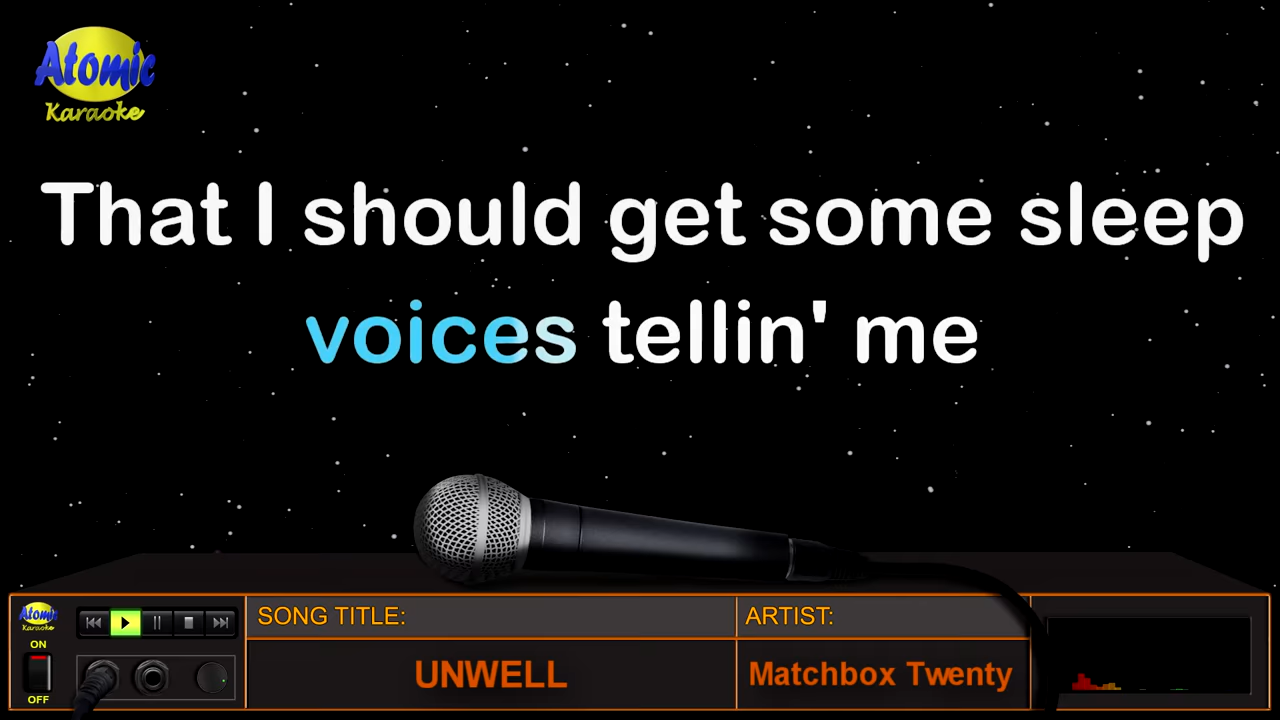 Atomic
Karaoke
That I should get some sleep
voices tellin' me
Atomic
Karaoke
ON
OFF
SONG TITLE:
UNWELL
ARTIST:
Matchbox Twenty